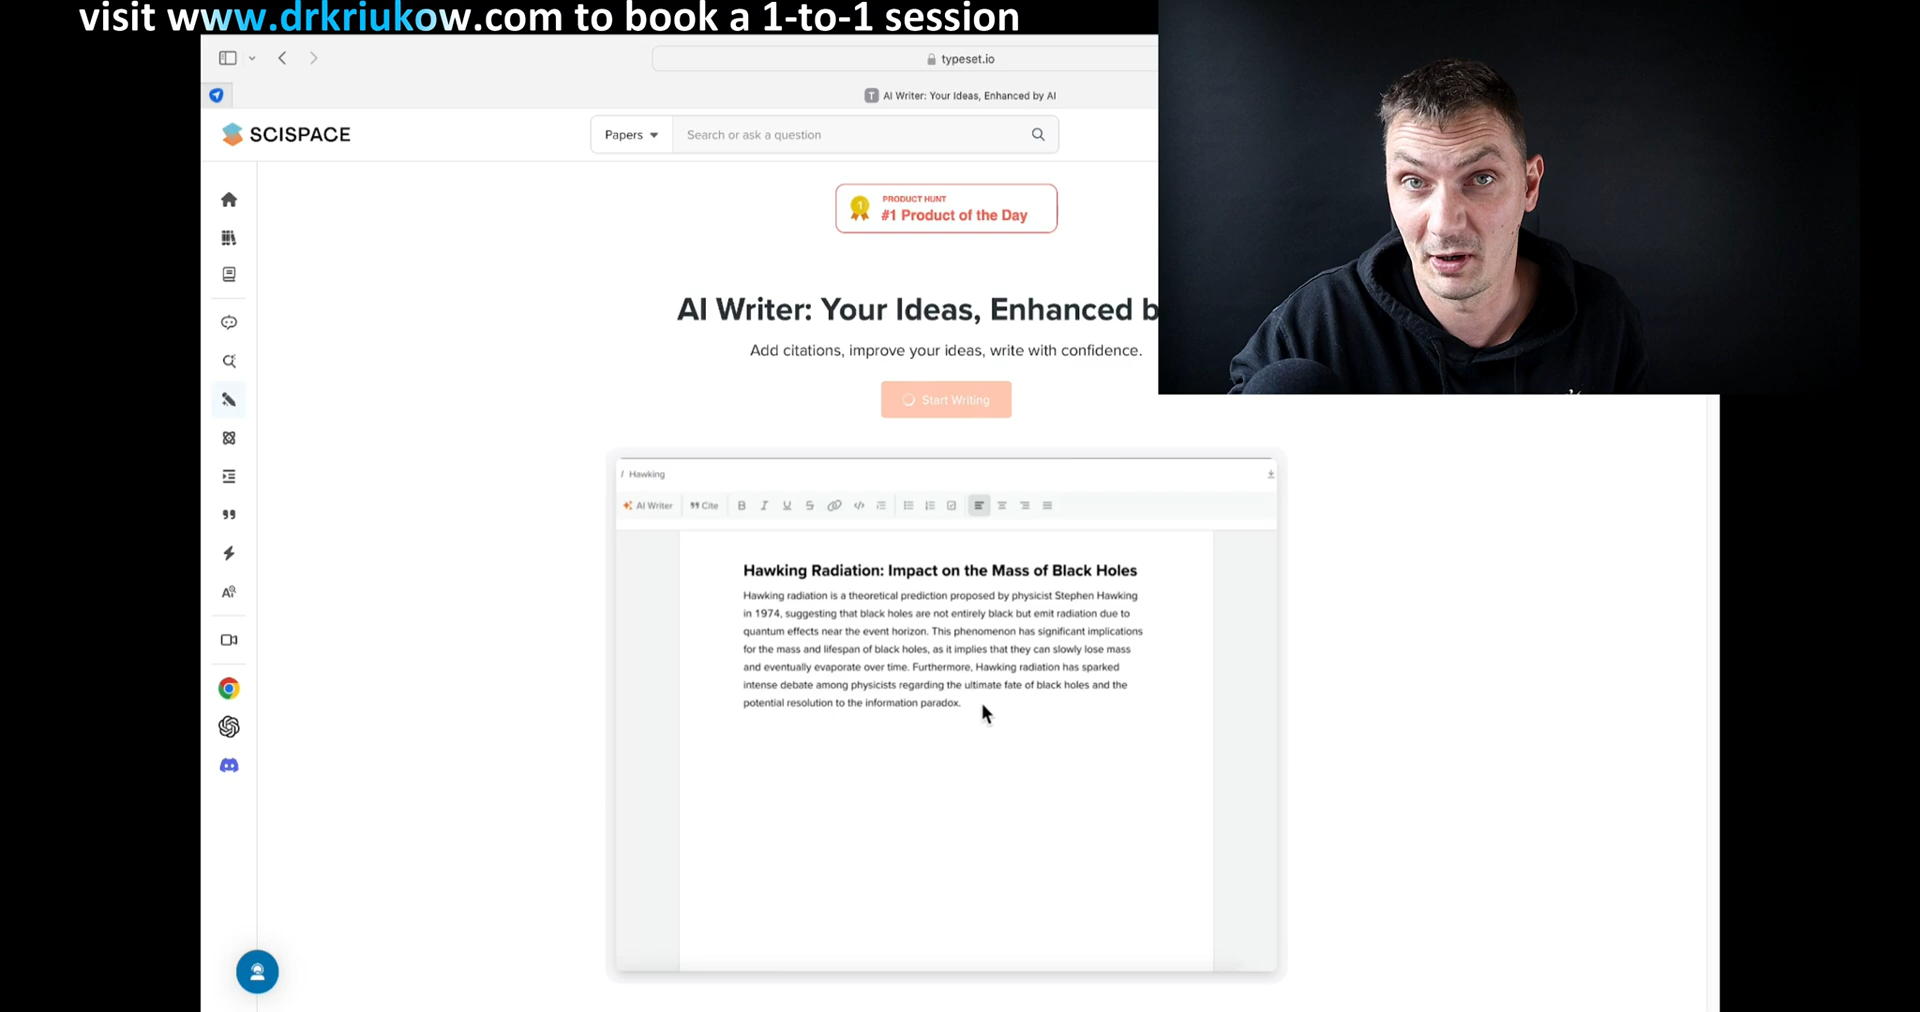 visit www.drkriukow.com to book a 1-to-1 session
typeset.io
T AI Writer: Your Ideas, Enhanced by AI
SCISPACE
Papers
Search or ask a question
PRODUCT HUNT
1
#1 Product of the Day
AI Writer: Your Ideas, Enhanced b
Add citations, improve your ideas, write with confidence.
Start Writing
/ Hawking
AI Writer
Cite
B I U S
Hawking Radiation: Impact on the Mass of Black Holes
Hawking radiation is a theoretical prediction proposed by physicist Stephen Hawking
in 1974, suggesting that black holes are not entirely black but emit radiation due to
quantum effects near the event horizon. This phenomenon has significant implications
for the mass and lifespan of black holes, as it implies that they can slowly lose mass
and eventually evaporate over time. Furthermore, Hawking radiation has sparked
intense debate among physicists regarding the ultimate fate of black holes and the
potential resolution to the information paradox.